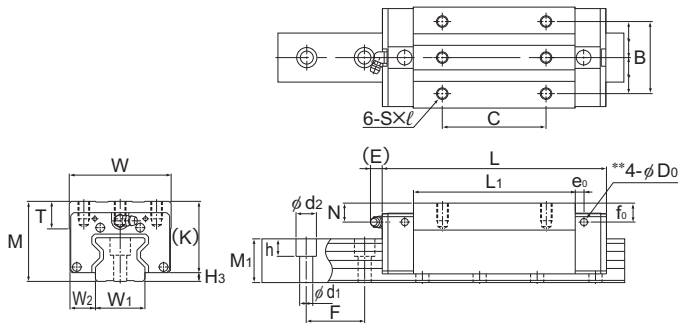 B
6-S×ℓ
C
(E)
L
L1
e0
**4-φD0
N
f0
W
T
M
(K)
H3
W2
W1
φd2
h
M1
φd1
F